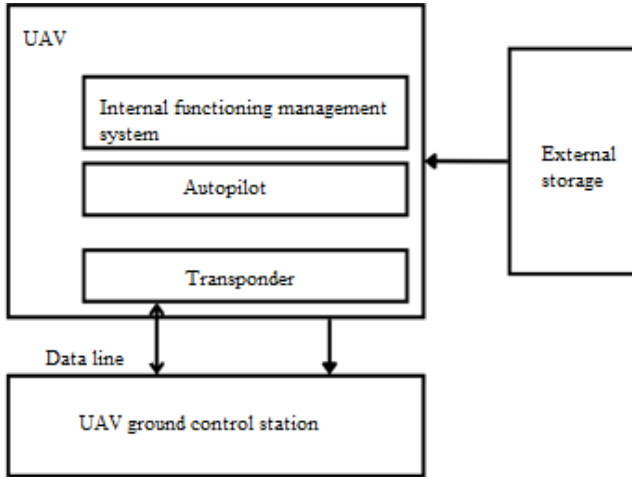 UAV
Internal functioning management
system
Autopilot
Transponder
External
storage
Data line
UAV ground control station